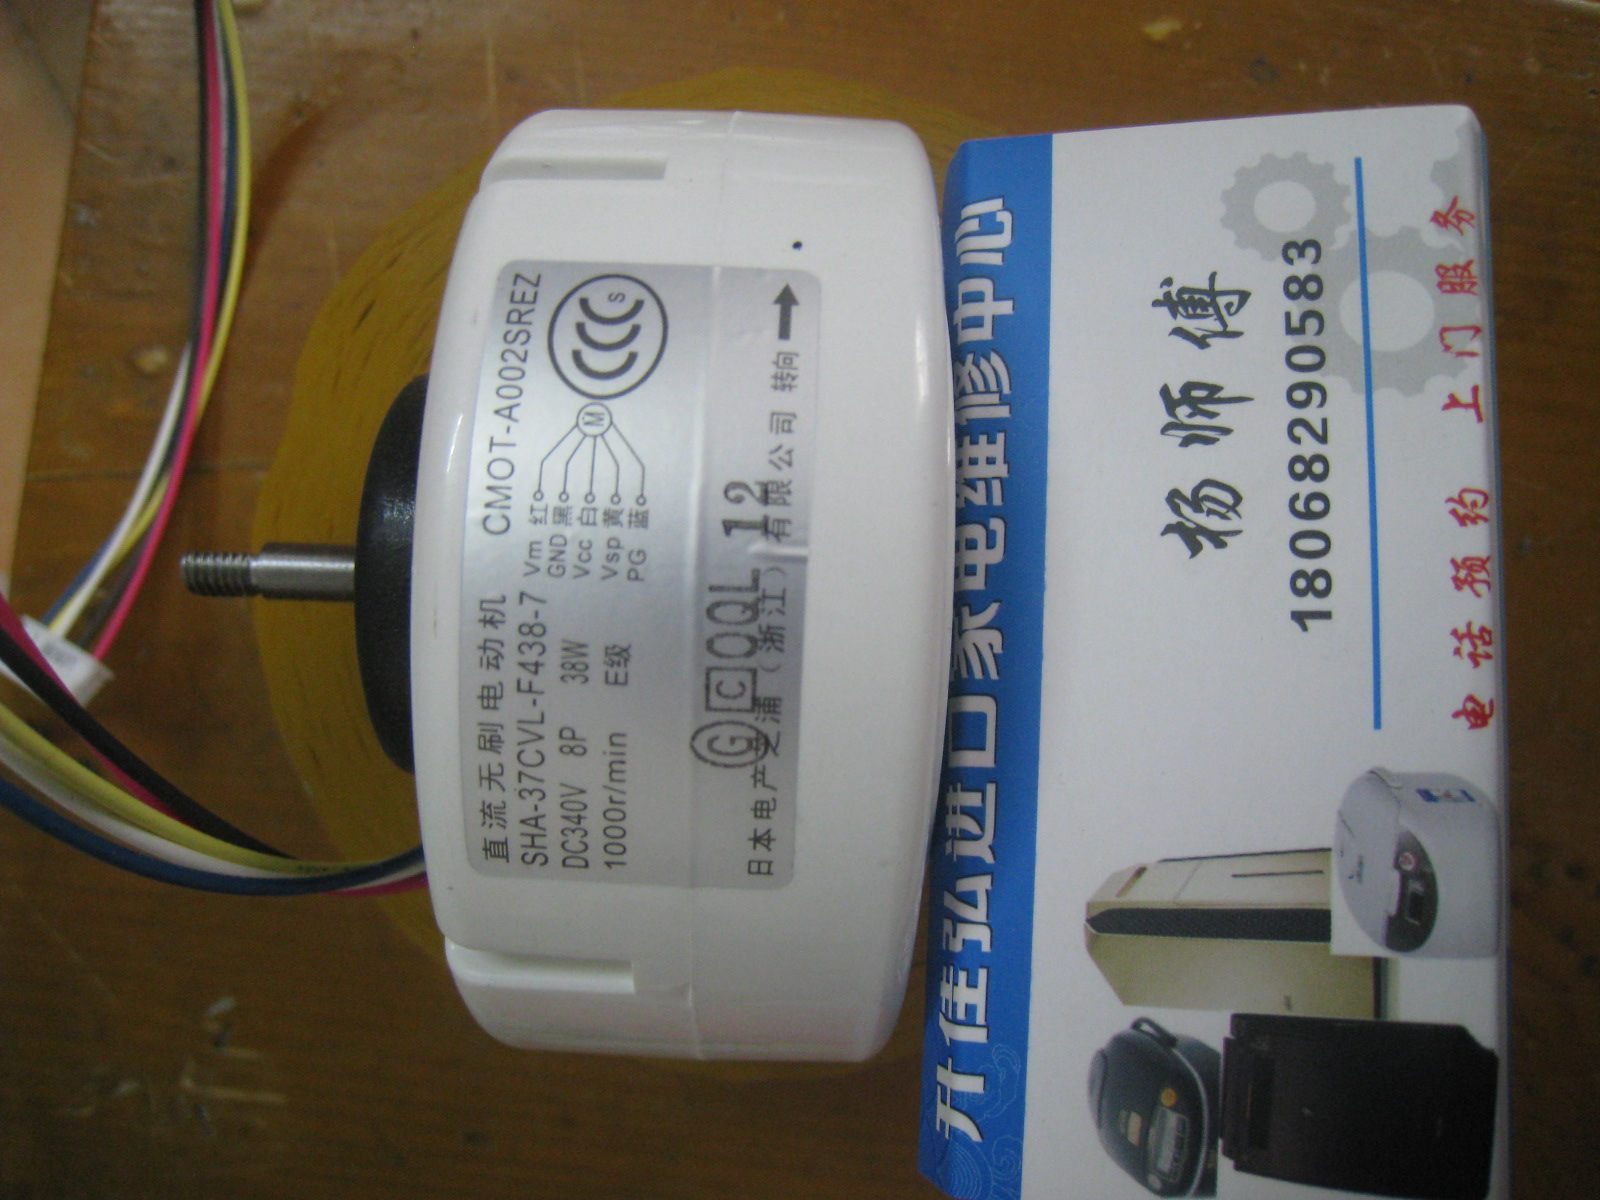 直流无刷电动机 CMOT-A002SREZ
SHA-37CVL-F438-7
DC340V 8P 38W
1000r/min E级
Vm 红
GND 黑
Vcc 白
Vsp 黄
PG 蓝
M
CCC S
G C OQL 12
日本电产芝浦（浙江）有限公司 转向
升佳弘进口家电维修中心
杨师傅
18068290583
电话预约 上门服务